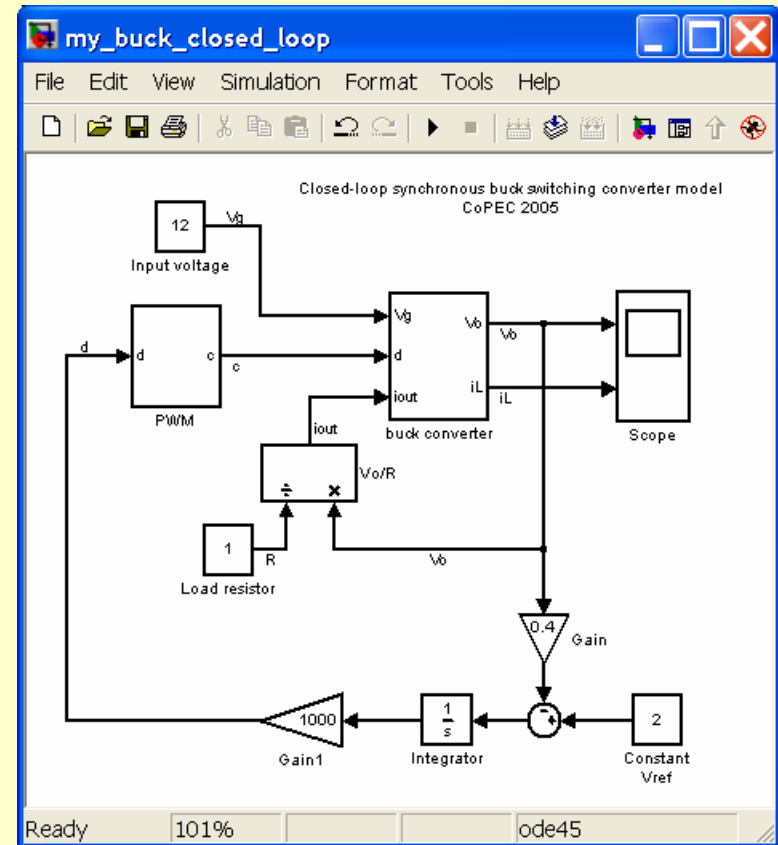 my_buck_closed_loop
File Edit View Simulation Format Tools Help
Closed-loop synchronous buck switching converter model
CoPEC 2005
12
Vg
Input voltage
d
d
c
c
PWM
Vg
d
iout
Vo
iL
buck converter
Vo
iL
Scope
iout
÷ ×
Vo/R
1
R
Load resistor
Vo
0.4
Gain
1000
Gain1
1
s
Integrator
- +
2
Constant
Vref
Ready 101% ode45